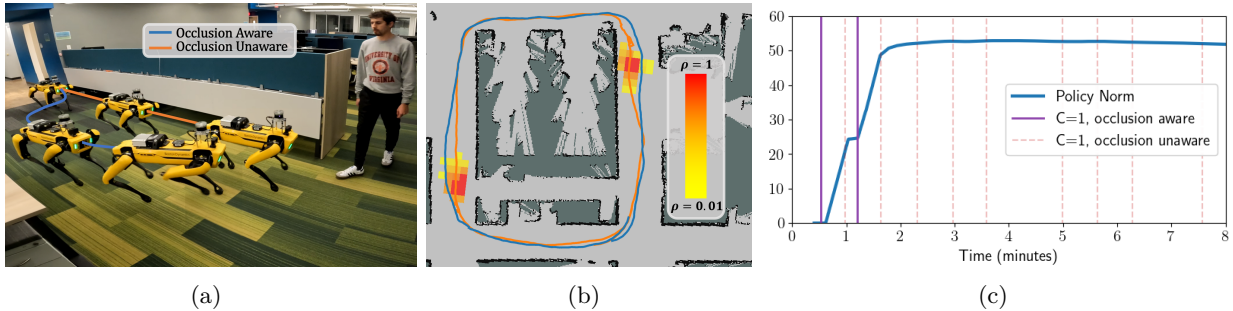 Occlusion Aware
Occlusion Unaware
UNIVERSITY OF
VIRGINIA
(a)
ρ = 1
ρ = 0.01
(b)
60
50
40
30
20
10
0
Policy Norm
C=1, occlusion aware
C=1, occlusion unaware
0 1 2 3 4 5 6 7 8
Time (minutes)
(c)